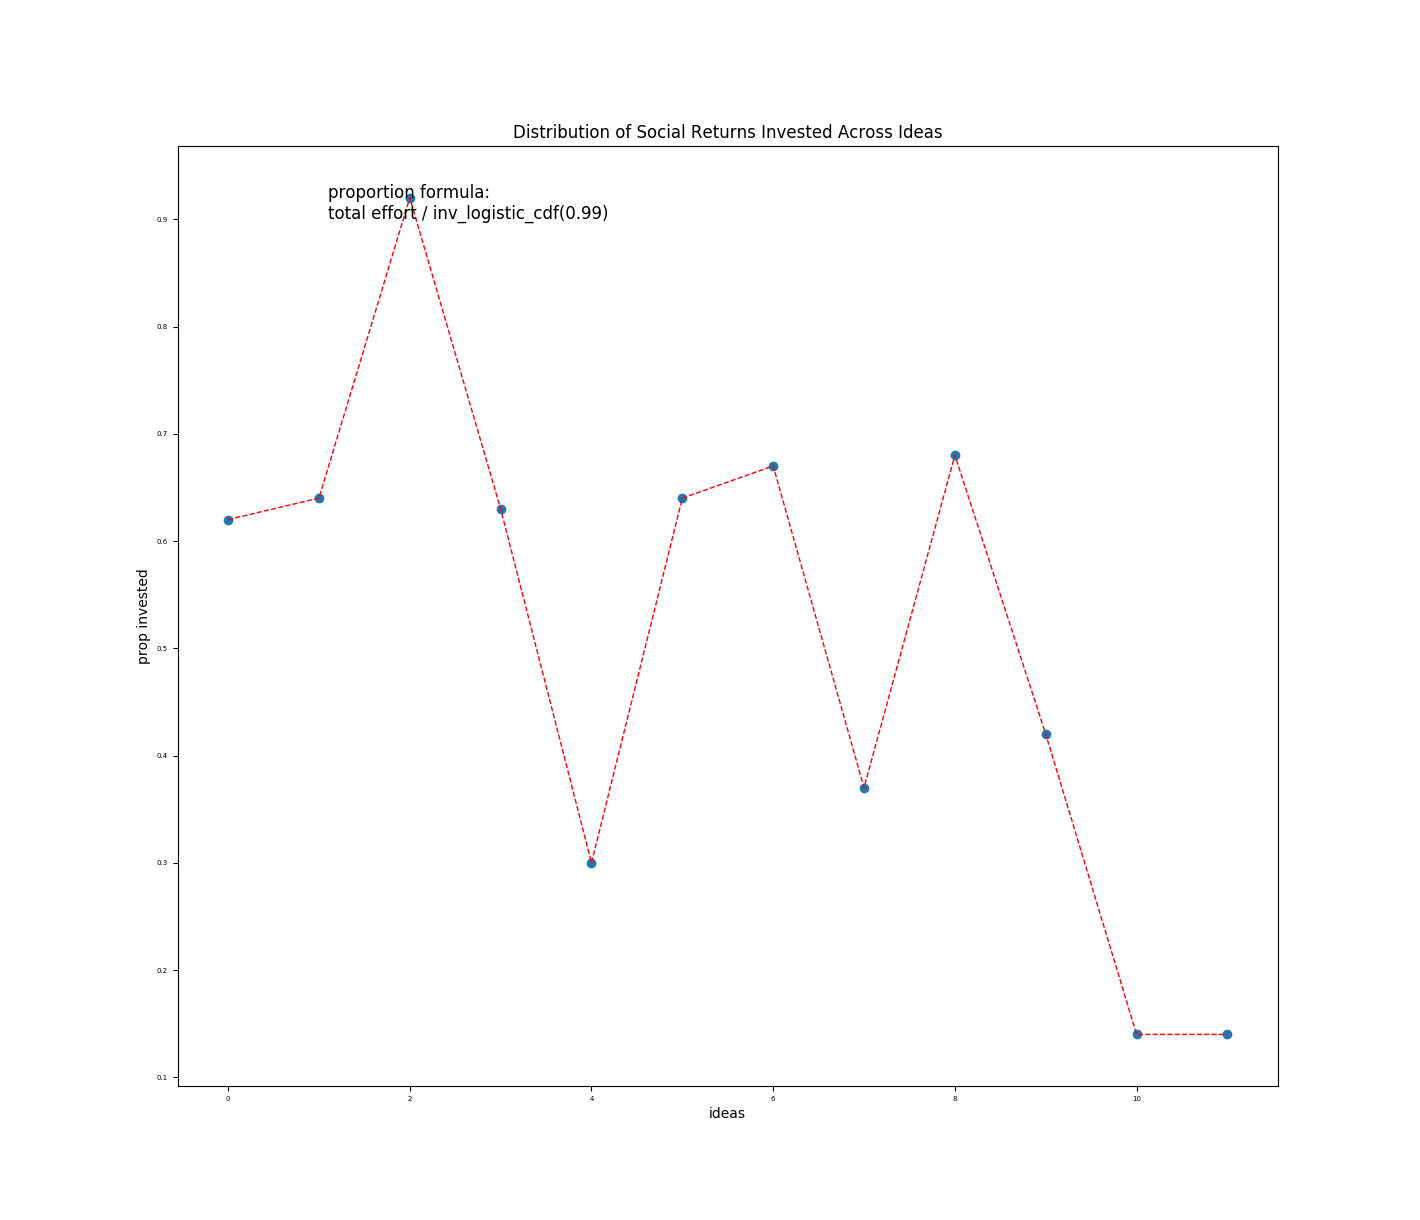 Distribution of Social Returns Invested Across Ideas
proportion formula:
total effort / inv_logistic_cdf(0.99)
0.9
0.8
0.7
0.6
0.5
0.4
0.3
0.2
0.1
prop invested
0 2 4 6 8 10
ideas